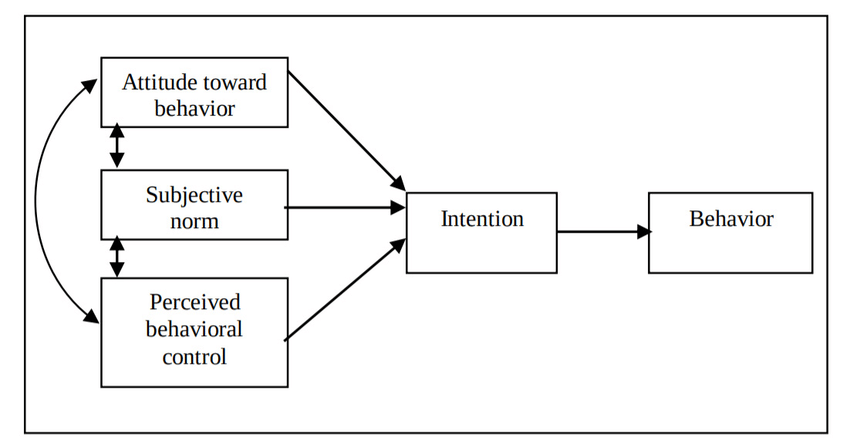 Attitude toward
behavior
Subjective
norm
Perceived
behavioral
control
Intention
Behavior